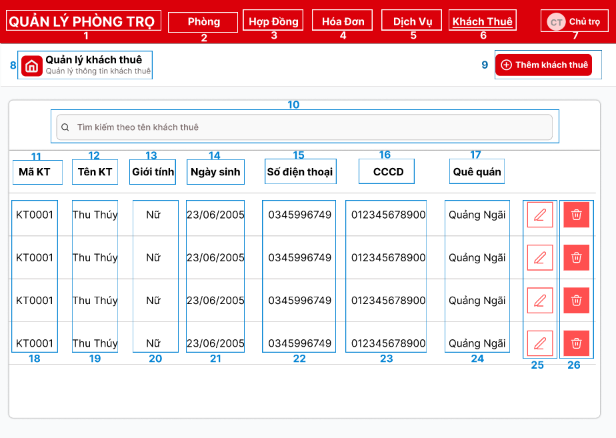 QUẢN LÝ PHÒNG TRỌ Phòng Hợp Đồng Hóa Đơn Dịch Vụ Khách Thuê CT Chủ trọ
1 2 3 4 5 6 7
8 Quản lý khách thuê 9 Thêm khách thuê
Quản lý thông tin khách thuê
10
Tìm kiếm theo tên khách thuê
11 12 13 14 15 16 17
Mã KT Tên KT Giới tính Ngày sinh Số điện thoại CCCD Quê quán
KT0001 Thu Thúy Nữ 23/06/2005 0345996749 012345678900 Quảng Ngãi
KT0001 Thu Thúy Nữ 23/06/2005 0345996749 012345678900 Quảng Ngãi
KT0001 Thu Thúy Nữ 23/06/2005 0345996749 012345678900 Quảng Ngãi
KT0001 Thu Thúy Nữ 23/06/2005 0345996749 012345678900 Quảng Ngãi
18 19 20 21 22 23 24 25 26